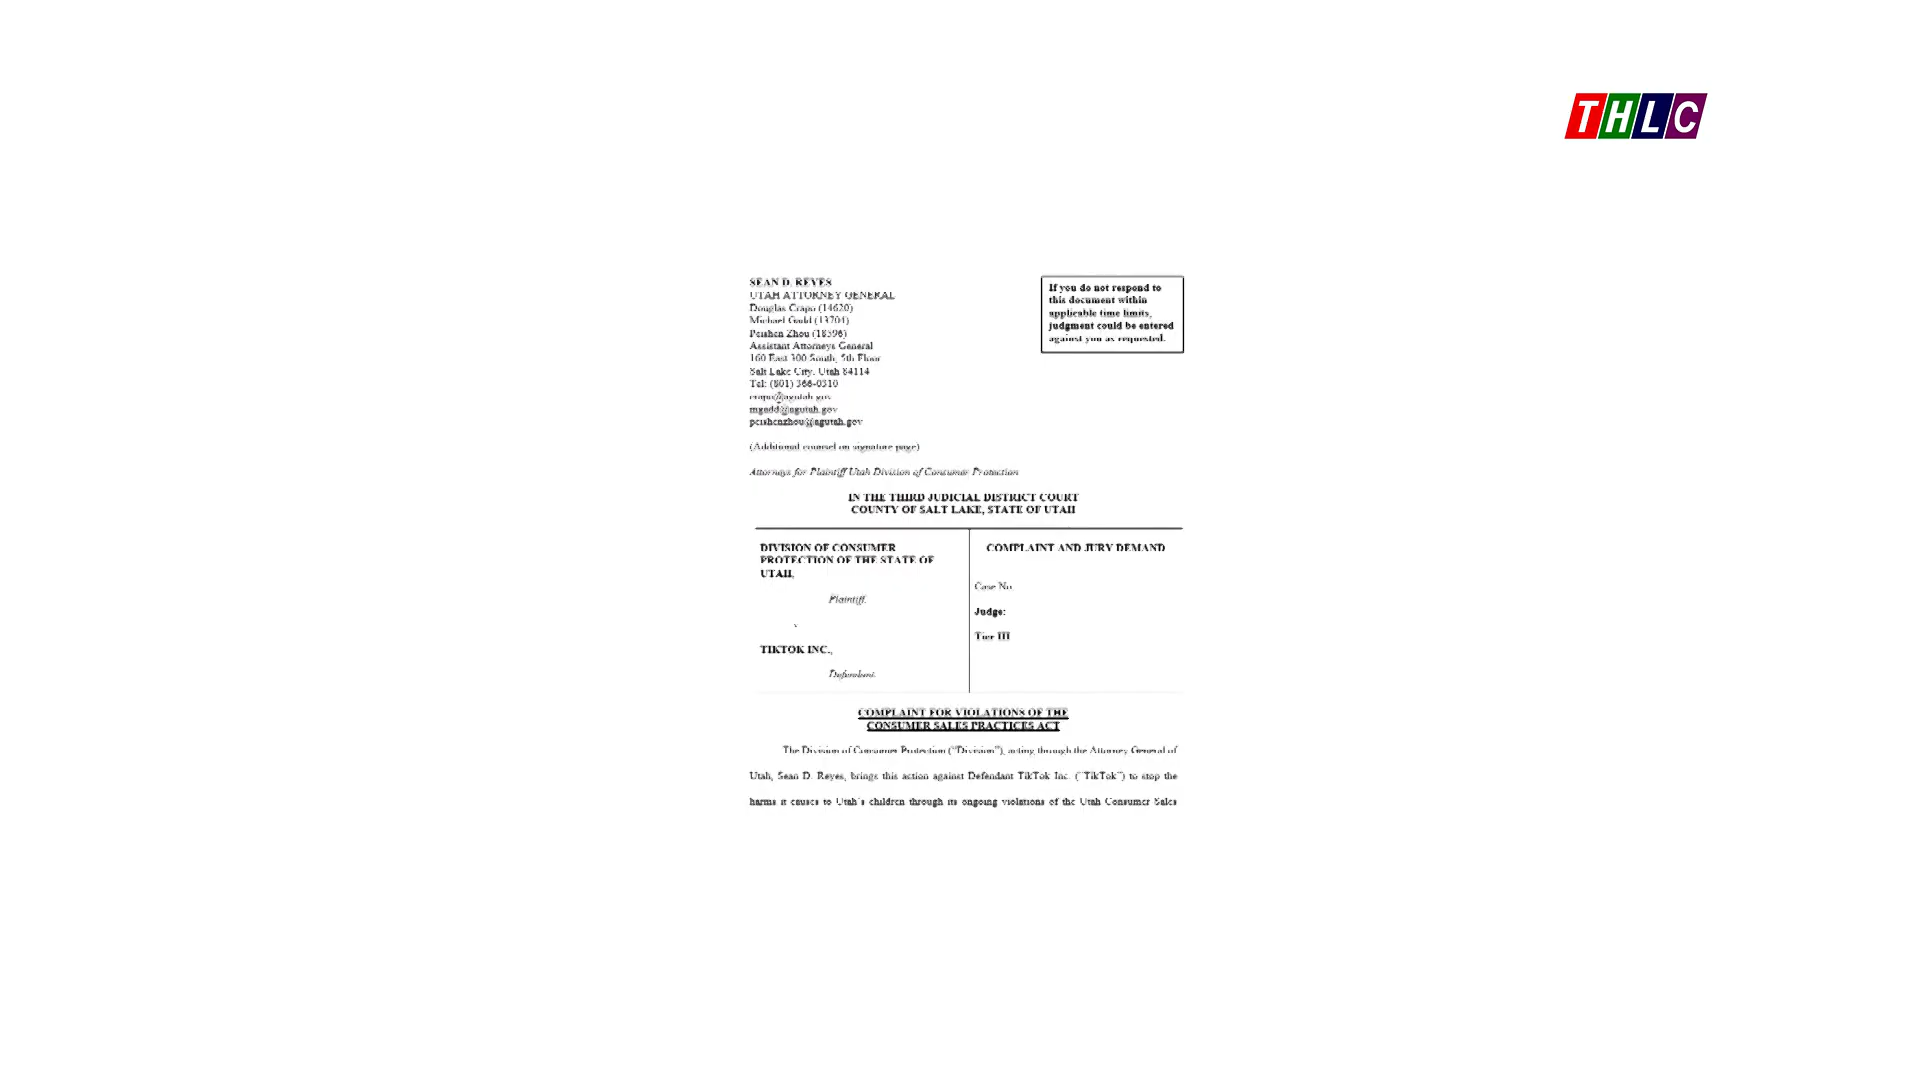 THLC
SEAN D. REYES
UTAH ATTORNEY GENERAL
Douglas Crapo (14620)
Michael Gadd (13704)
Peishen Zhou (18596)
Assistant Attorneys General
160 East 300 South, 5th Floor
Salt Lake City, Utah 84114
Tel: (801) 366-0310
crapo@agutah.gov
mgadd@agutah.gov
peishenzhou@agutah.gov
If you do not respond to
this document within
applicable time limits,
judgment could be entered
against you as requested.
(Additional counsel on signature page)
Attorneys for Plaintiff Utah Division of Consumer Protection
IN THE THIRD JUDICIAL DISTRICT COURT
COUNTY OF SALT LAKE, STATE OF UTAH
DIVISION OF CONSUMER
PROTECTION OF THE STATE OF
UTAH,
Plaintiff,
v.
TIKTOK INC.,
Defendant.
COMPLAINT AND JURY DEMAND
Case No.
Judge:
Tier III
COMPLAINT FOR VIOLATIONS OF THE
CONSUMER SALES PRACTICES ACT
The Division of Consumer Protection (“Division”), acting through the Attorney General of
Utah, Sean D. Reyes, brings this action against Defendant TikTok Inc. (“TikTok”) to stop the
harms it causes to Utah’s children through its ongoing violations of the Utah Consumer Sales